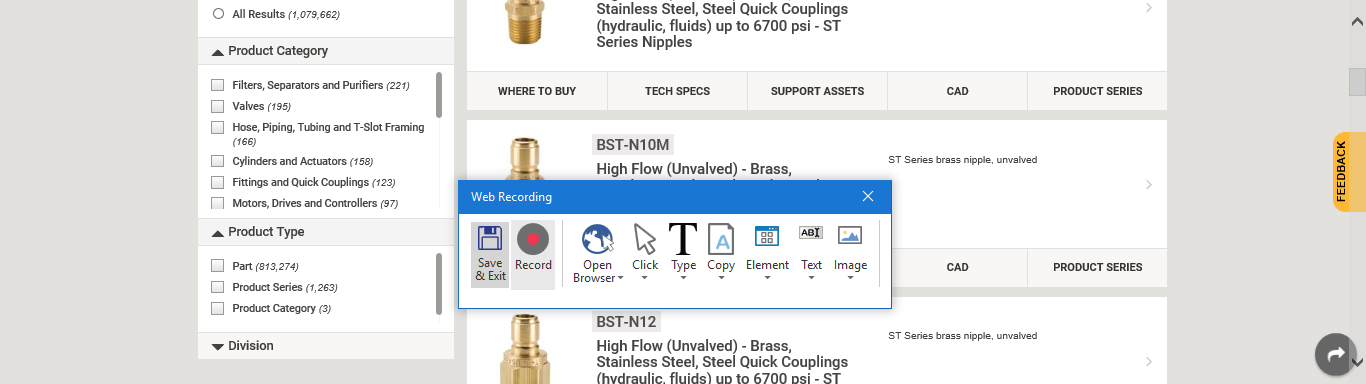 All Results (1,079,662)
Product Category
Filters, Separators and Purifiers (221)
Valves (195)
Hose, Piping, Tubing and T-Slot Framing
(166)
Cylinders and Actuators (158)
Fittings and Quick Couplings (123)
Motors, Drives and Controllers (97)
Product Type
Part (813,274)
Product Series (1,263)
Product Category (3)
Division
Stainless Steel, Steel Quick Couplings
(hydraulic, fluids) up to 6700 psi - ST
Series Nipples
WHERE TO BUY
TECH SPECS
SUPPORT ASSETS
CAD
PRODUCT SERIES
BST-N10M
High Flow (Unvalved) - Brass,
ST Series brass nipple, unvalved
Web Recording
Save
& Exit
Record
Open
Browser
Click
Type
Copy
Element
Text
Image
CAD
PRODUCT SERIES
BST-N12
High Flow (Unvalved) - Brass,
Stainless Steel, Steel Quick Couplings
(hydraulic, fluids) up to 6700 psi - ST
ST Series brass nipple, unvalved
FEEDBACK